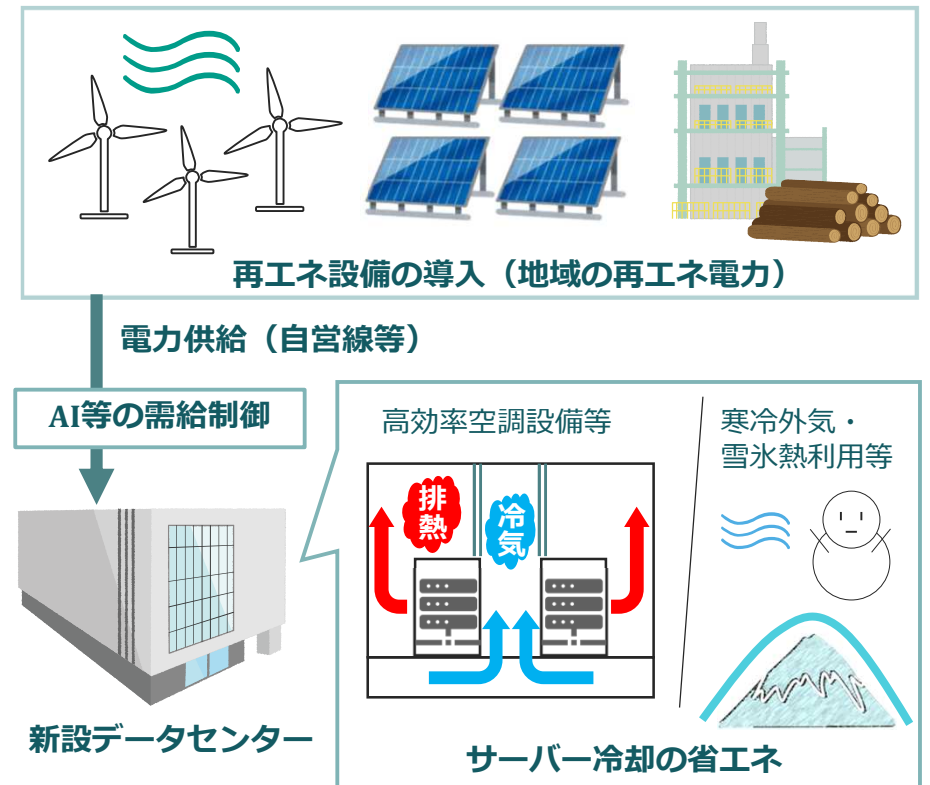 再エネ設備の導入（地域の再エネ電力）
電力供給（自営線等）
AI等の需給制御
新設データセンター
高効率空調設備等
排熱
冷気
寒冷外気・
雪氷熱利用等
サーバー冷却の省エネ